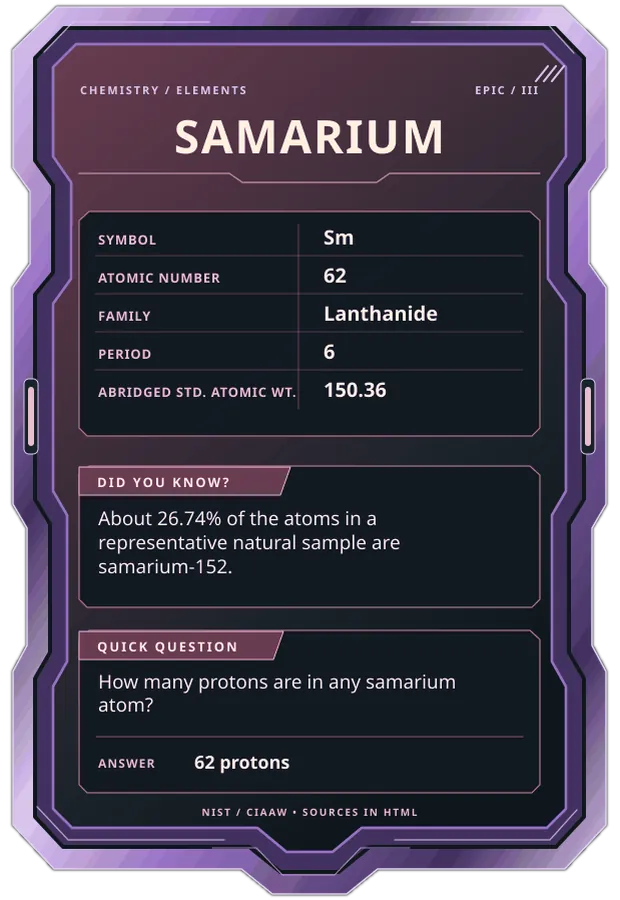 CHEMISTRY / ELEMENTS
EPIC / III
SAMARIUM
SYMBOL Sm
ATOMIC NUMBER 62
FAMILY Lanthanide
PERIOD 6
ABRIDGED STD. ATOMIC WT. 150.36
DID YOU KNOW?
About 26.74% of the atoms in a
representative natural sample are
samarium-152.
QUICK QUESTION
How many protons are in any samarium
atom?
ANSWER 62 protons
NIST / CIAAW • SOURCES IN HTML